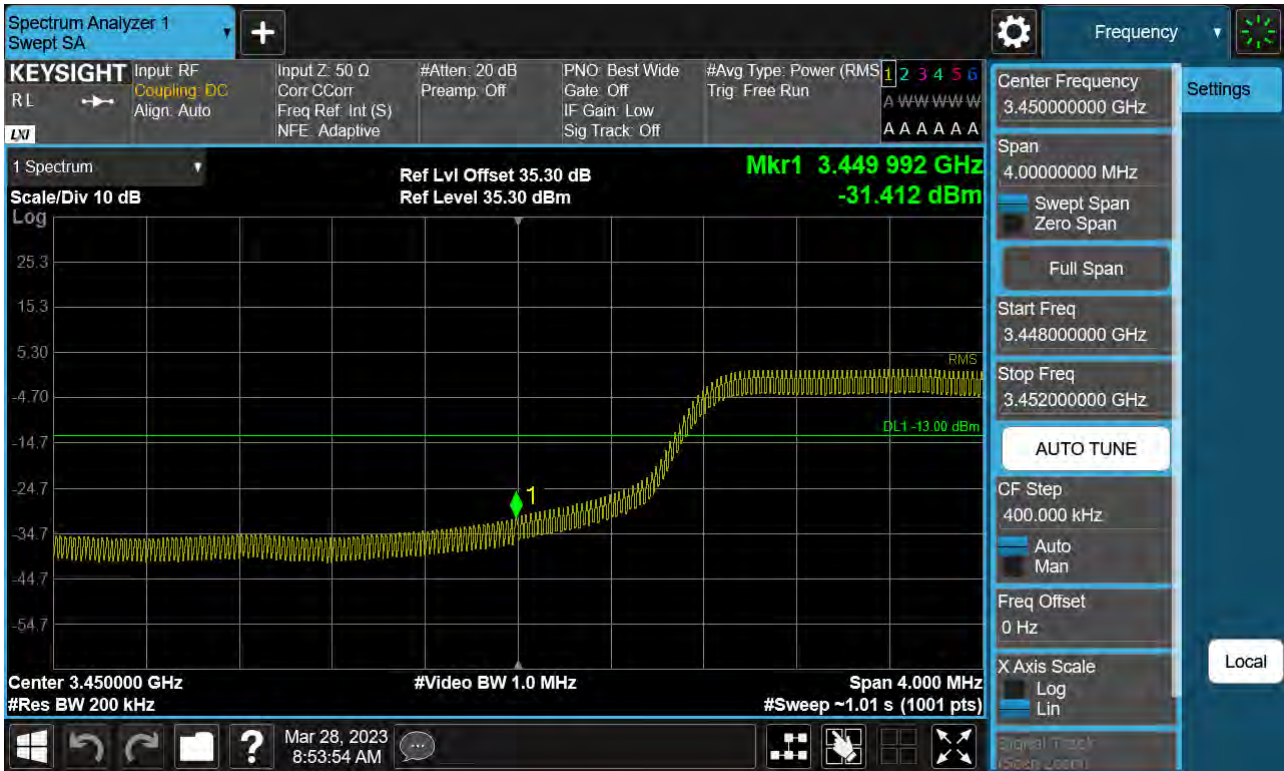 Spectrum Analyzer 1
Swept SA
+
Frequency
KEYSIGHT
RL
LXI
Input: RF
Coupling: DC
Align: Auto
Input Z: 50 Ω
Corr CCorr
Freq Ref: Int (S)
NFE: Adaptive
#Atten: 20 dB
Preamp: Off
PNO: Best Wide
Gate: Off
IF Gain: Low
Sig Track: Off
#Avg Type: Power (RMS
Trig: Free Run
1 2 3 4 5 6
A W W W W W
A A A A A A
1 Spectrum
Scale/Div 10 dB
Log
Ref Lvl Offset 35.30 dB
Ref Level 35.30 dBm
Mkr1 3.449 992 GHz
-31.412 dBm
25.3
15.3
5.30
-4.70
-14.7
-24.7
-34.7
-44.7
-54.7
RMS
DL1 -13.00 dBm
1
Center 3.450000 GHz
#Res BW 200 kHz
#Video BW 1.0 MHz
Span 4.000 MHz
#Sweep ~1.01 s (1001 pts)
Center Frequency
3.450000000 GHz
Settings
Span
4.00000000 MHz
Swept Span
Zero Span
Full Span
Start Freq
3.448000000 GHz
Stop Freq
3.452000000 GHz
AUTO TUNE
CF Step
400.000 kHz
Auto
Man
Freq Offset
0 Hz
X Axis Scale
Log
Lin
Local
Signal Track
(Span Zoom)
?
Mar 28, 2023
8:53:54 AM